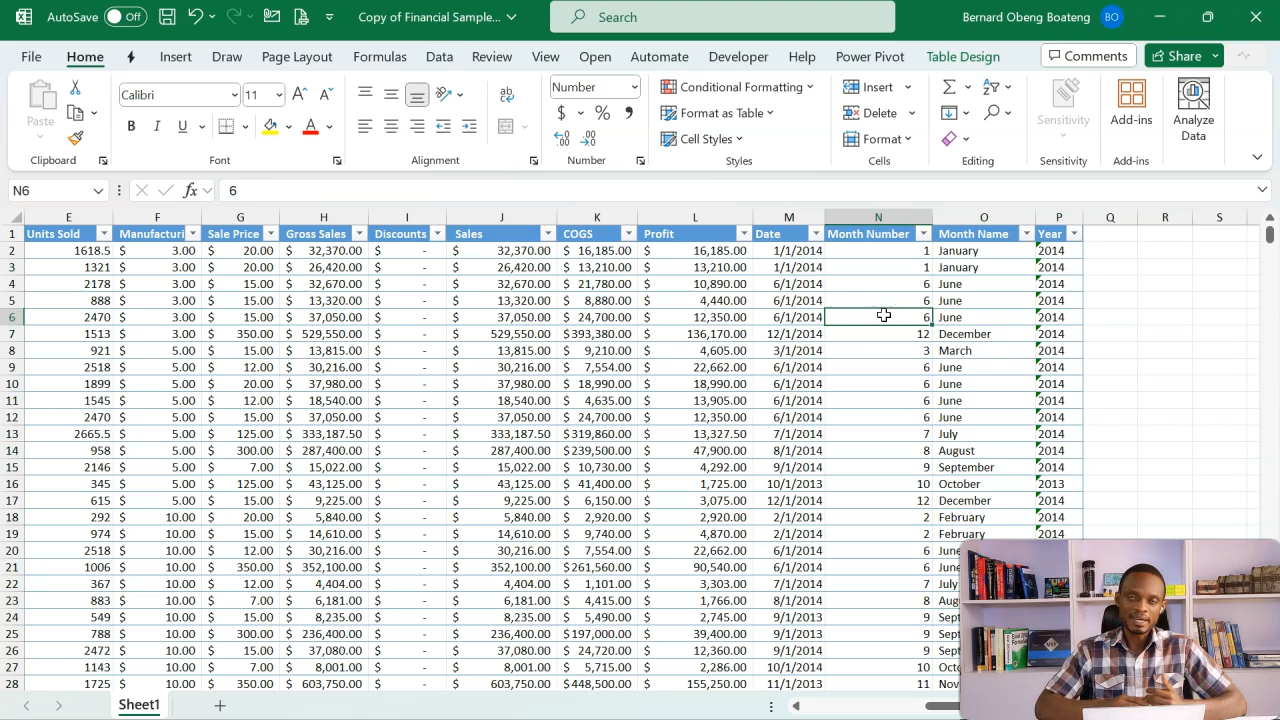 AutoSave Off Copy of Financial Sample... Search Bernard Obeng Boateng BO
File Home Insert Draw Page Layout Formulas Data Review View Open Automate Developer Help Power Pivot Table Design Comments Share
Paste Calibri 11 Number Conditional Formatting Insert
B I U $ % Format as Table Delete Sensitivity Add-ins Analyze Data
Cell Styles Format
Clipboard Font Alignment Number Styles Cells Editing Sensitivity Add-ins
N6 fx 6
E F G H I J K L M N O P Q R S
1 Units Sold Manufacturi Sale Price Gross Sales Discounts Sales COGS Profit Date Month Number Month Name Year
2 1618.5 $ 3.00 $ 20.00 $ 32,370.00 $ - $ 32,370.00 $ 16,185.00 $ 16,185.00 1/1/2014 1 January 2014
3 1321 $ 3.00 $ 20.00 $ 26,420.00 $ - $ 26,420.00 $ 13,210.00 $ 13,210.00 1/1/2014 1 January 2014
4 2178 $ 3.00 $ 15.00 $ 32,670.00 $ - $ 32,670.00 $ 21,780.00 $ 10,890.00 6/1/2014 6 June 2014
5 888 $ 3.00 $ 15.00 $ 13,320.00 $ - $ 13,320.00 $ 8,880.00 $ 4,440.00 6/1/2014 6 June 2014
6 2470 $ 3.00 $ 15.00 $ 37,050.00 $ - $ 37,050.00 $ 24,700.00 $ 12,350.00 6/1/2014 6 June 2014
7 1513 $ 3.00 $ 350.00 $ 529,550.00 $ - $ 529,550.00 $393,380.00 $ 136,170.00 12/1/2014 12 December 2014
8 921 $ 5.00 $ 15.00 $ 13,815.00 $ - $ 13,815.00 $ 9,210.00 $ 4,605.00 3/1/2014 3 March 2014
9 2518 $ 5.00 $ 12.00 $ 30,216.00 $ - $ 30,216.00 $ 7,554.00 $ 22,662.00 6/1/2014 6 June 2014
10 1899 $ 5.00 $ 20.00 $ 37,980.00 $ - $ 37,980.00 $ 18,990.00 $ 18,990.00 6/1/2014 6 June 2014
11 1545 $ 5.00 $ 12.00 $ 18,540.00 $ - $ 18,540.00 $ 4,635.00 $ 13,905.00 6/1/2014 6 June 2014
12 2470 $ 5.00 $ 15.00 $ 37,050.00 $ - $ 37,050.00 $ 24,700.00 $ 12,350.00 6/1/2014 6 June 2014
13 2665.5 $ 5.00 $ 125.00 $ 333,187.50 $ - $ 333,187.50 $319,860.00 $ 13,327.50 7/1/2014 7 July 2014
14 958 $ 5.00 $ 300.00 $ 287,400.00 $ - $ 287,400.00 $239,500.00 $ 47,900.00 8/1/2014 8 August 2014
15 2146 $ 5.00 $ 7.00 $ 15,022.00 $ - $ 15,022.00 $ 10,730.00 $ 4,292.00 9/1/2014 9 September 2014
16 345 $ 5.00 $ 125.00 $ 43,125.00 $ - $ 43,125.00 $ 41,400.00 $ 1,725.00 10/1/2013 10 October 2013
17 615 $ 5.00 $ 15.00 $ 9,225.00 $ - $ 9,225.00 $ 6,150.00 $ 3,075.00 12/1/2014 12 December 2014
18 292 $ 10.00 $ 20.00 $ 5,840.00 $ - $ 5,840.00 $ 2,920.00 $ 2,920.00 2/1/2014 2 February 2014
19 974 $ 10.00 $ 15.00 $ 14,610.00 $ - $ 14,610.00 $ 9,740.00 $ 4,870.00 2/1/2014 2 February 2014
20 2518 $ 10.00 $ 12.00 $ 30,216.00 $ - $ 30,216.00 $ 7,554.00 $ 22,662.00 6/1/2014 6 June
21 1006 $ 10.00 $ 350.00 $ 352,100.00 $ - $ 352,100.00 $261,560.00 $ 90,540.00 6/1/2014 6 June
22 367 $ 10.00 $ 12.00 $ 4,404.00 $ - $ 4,404.00 $ 1,101.00 $ 3,303.00 7/1/2014 7 July
23 883 $ 10.00 $ 7.00 $ 6,181.00 $ - $ 6,181.00 $ 4,415.00 $ 1,766.00 8/1/2014 8 Aug
24 549 $ 10.00 $ 15.00 $ 8,235.00 $ - $ 8,235.00 $ 5,490.00 $ 2,745.00 9/1/2013 9 Sep
25 788 $ 10.00 $ 300.00 $ 236,400.00 $ - $ 236,400.00 $197,000.00 $ 39,400.00 9/1/2013 9 Sep
26 2472 $ 10.00 $ 15.00 $ 37,080.00 $ - $ 37,080.00 $ 24,720.00 $ 12,360.00 9/1/2014 9 Sep
27 1143 $ 10.00 $ 7.00 $ 8,001.00 $ - $ 8,001.00 $ 5,715.00 $ 2,286.00 10/1/2014 10 Oct
28 1725 $ 10.00 $ 350.00 $ 603,750.00 $ - $ 603,750.00 $448,500.00 $ 155,250.00 11/1/2013 11 Nov
Sheet1